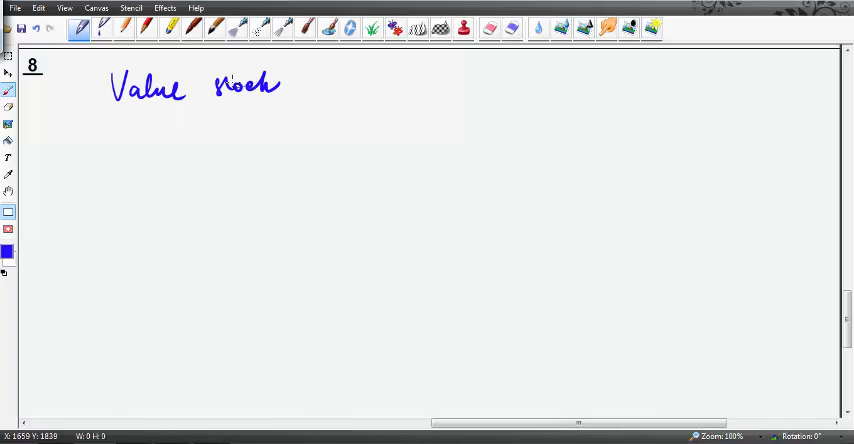 File Edit View Canvas Stencil Effects Help
8
Value stock
X: 1659 Y: 1839 W: 0 H: 0 Zoom: 100% Rotation: 0°